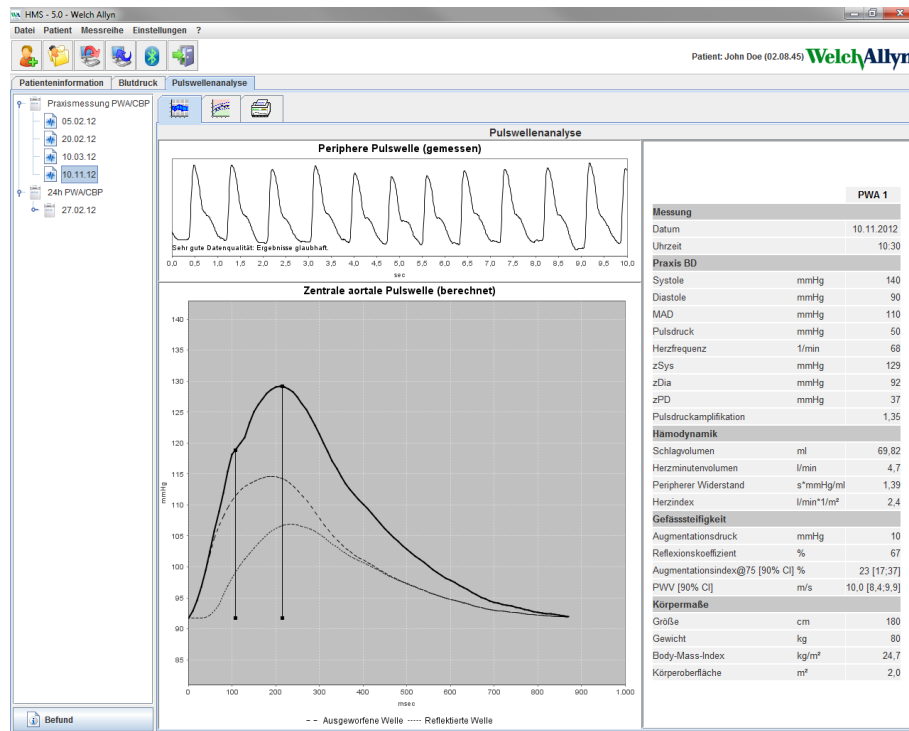 HMS - 5.0 - Welch Allyn
Datei Patient Messreihe Einstellungen ?
Patient: John Doe (02.08.45) WelchAllyn
Patienteninformation Blutdruck Pulswellenanalyse
Praxismessung PWA/CBP
05.02.12
20.02.12
10.03.12
10.11.12
24h PWA/CBP
27.02.12
Befund
Pulswellenanalyse
Periphere Pulswelle (gemessen)
Sehr gute Datenqualität: Ergebnisse glaubhaft.
0,0 0,5 1,0 1,5 2,0 2,5 3,0 3,5 4,0 4,5 5,0 5,5 6,0 6,5 7,0 7,5 8,0 8,5 9,0 9,5 10,0
sec
Zentrale aortale Pulswelle (berechnet)
140
135
130
125
120
115
110
105
100
95
90
85
mmHg
0 100 200 300 400 500 600 700 800 900 1.000
msec
Ausgeworfene Welle Reflektierte Welle
PWA 1
Messung
Datum 10.11.2012
Uhrzeit 10:30
Praxis BD
Systole mmHg 140
Diastole mmHg 90
MAD mmHg 110
Pulsdruck mmHg 50
Herzfrequenz 1/min 68
zSys mmHg 129
zDia mmHg 92
zPD mmHg 37
Pulsdruckamplifikation 1,35
Hämodynamik
Schlagvolumen ml 69,82
Herzminutenvolumen l/min 4,7
Peripherer Widerstand s*mmHg/ml 1,39
Herzindex l/min*1/m² 2,4
Gefässsteifigkeit
Augmentationsdruck mmHg 10
Reflexionskoeffizient % 67
Augmentationsindex@75 [90% CI] % 23 [17;37]
PWV [90% CI] m/s 10,0 [8,4;9,9]
Körpermaße
Größe cm 180
Gewicht kg 80
Body-Mass-Index kg/m² 24,7
Körperoberfläche m² 2,0